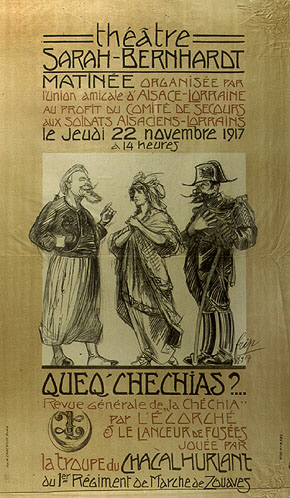 théâtre
SARAH-BERNHARDT
MATINÉE ORGANISÉE PAR
l'Union amicale d'ALSACE-LORRAINE
AU PROFIT DU COMITÉ DE SECOURS
AUX SOLDATS ALSACIENS-LORRAINS
le Jeudi 22 novembre 1917
à 14 heures
QUEQ'CHECHIAS ?...
Revue Générale de "la CHÉCHIA"
par L'ÉCORCHÉ
& LE LANCEUR DE FUSÉES
JOUÉE PAR
la troupe du CHACAL HURLANT
du 1er Régiment de Marche de Zouaves